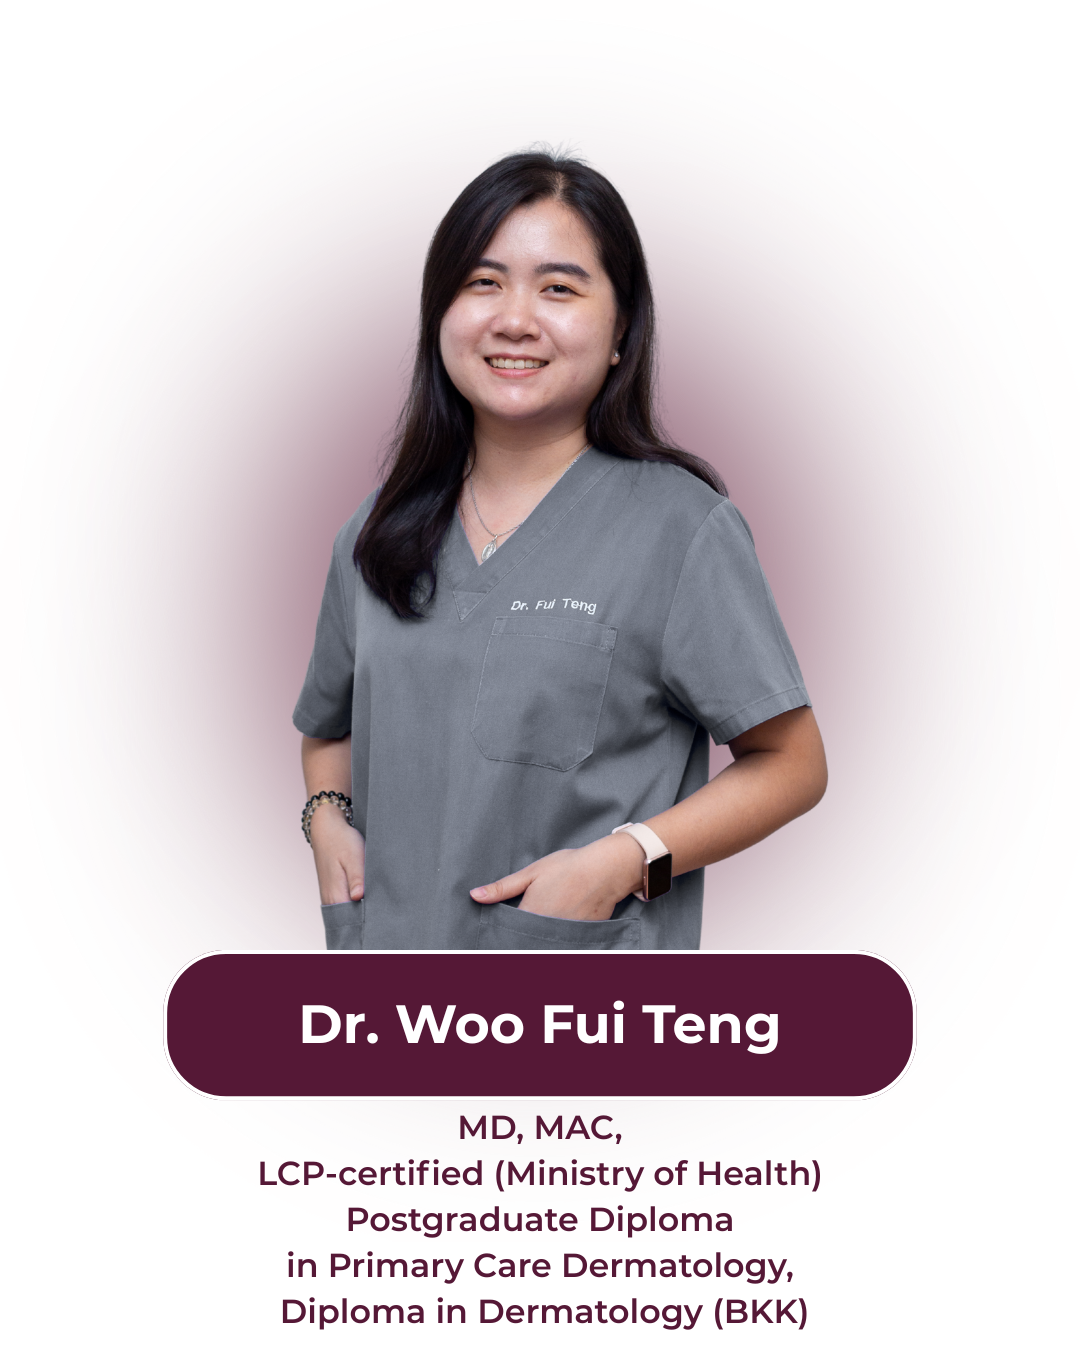 Dr. Fui Teng
Dr. Woo Fui Teng
MD, MAC,
LCP-certified (Ministry of Health)
Postgraduate Diploma
in Primary Care Dermatology,
Diploma in Dermatology (BKK)